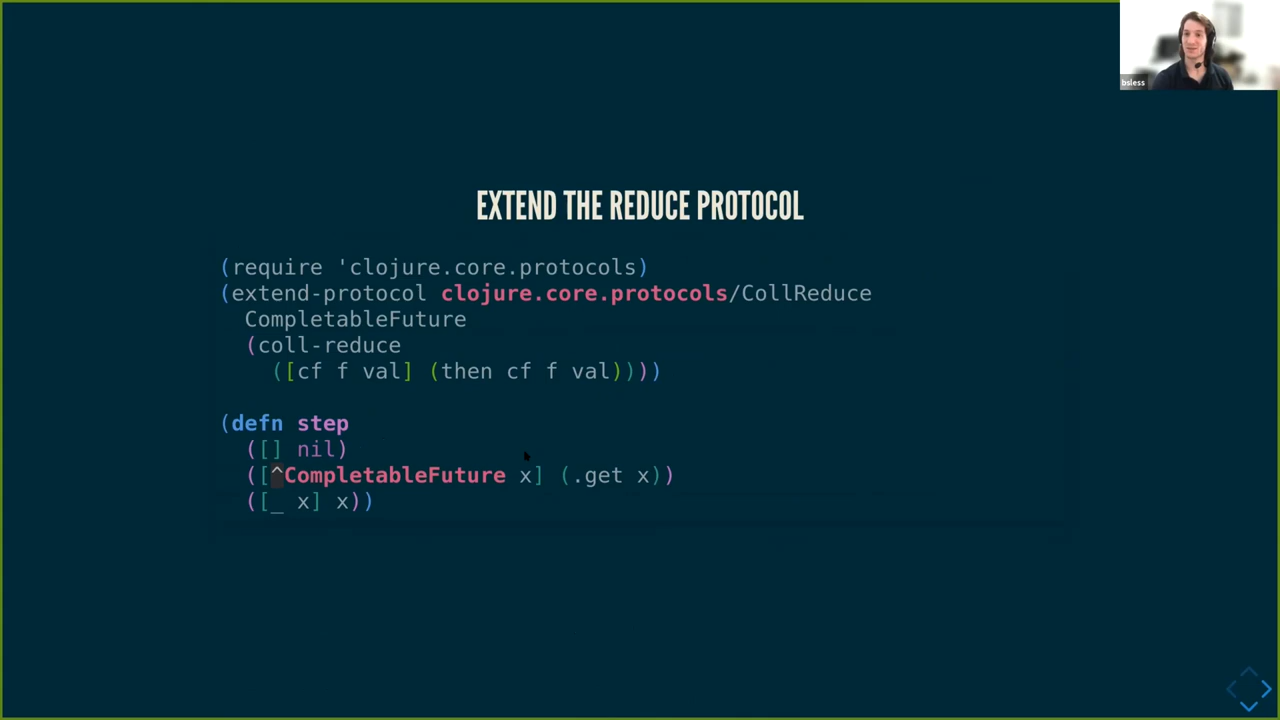 bsless
EXTEND THE REDUCE PROTOCOL
(require 'clojure.core.protocols)
(extend-protocol clojure.core.protocols/CollReduce
  CompletableFuture
  (coll-reduce
    ([cf f val] (then cf f val))))
(defn step
  ([] nil)
  ([^CompletableFuture x] (.get x))
  ([_ x] x))